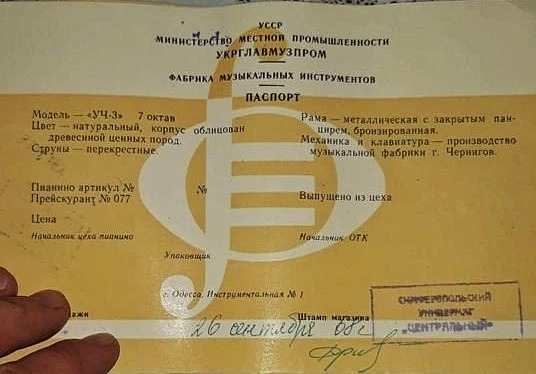 УССР
МИНИСТЕРСТВО МЕСТНОЙ ПРОМЫШЛЕННОСТИ
УКРГЛАВМУЗПРОМ
ФАБРИКА МУЗЫКАЛЬНЫХ ИНСТРУМЕНТОВ
ПАСПОРТ
Модель — «УЧ-3» 7 октав
Цвет — натуральный, корпус облицован
древесиной ценных пород.
Струны — перекрестные.
Рама — металлическая с закрытым пан-
цирем, бронзированная.
Механика и клавиатура — производство
музыкальной фабрики г. Чернигов.
Пианино артикул № №
Прейскурант № 077
Выпущено из цеха
Цена
Начальник цеха пианино
Начальник ОТК
Упаковщик
г. Одесса, Инструментальная № 1
Штамп магазина
26 сентября
СИМФЕРОПОЛЬСКИЙ
УНИВЕРМАГ
„ЦЕНТРАЛЬНЫЙ“